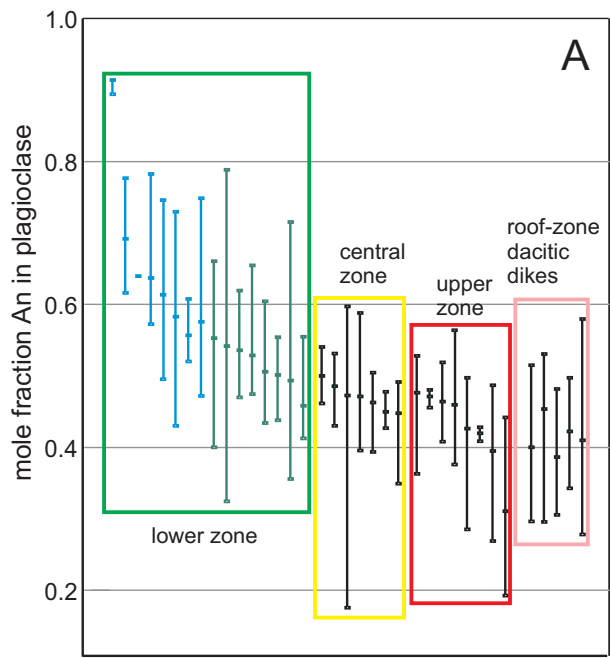 A
mole fraction An in plagioclase
1.0
0.8
0.6
0.4
0.2
lower zone
central
zone
upper
zone
roof-zone
dacitic
dikes